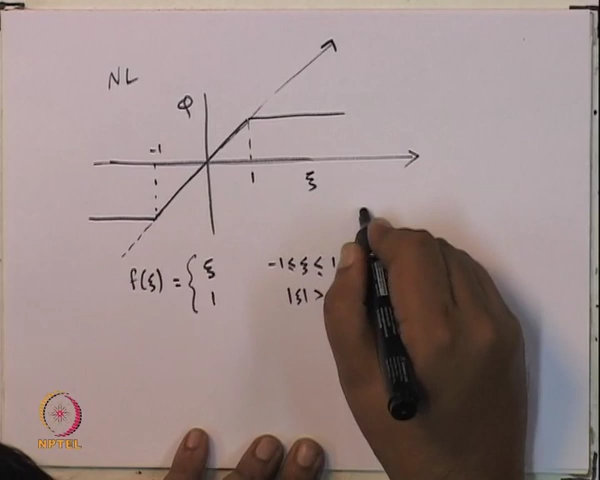 NL
φ
-1
1
ξ
f(ξ) = { ξ -1 ≤ ξ ≤ 1
1 |ξ| >
NPTEL